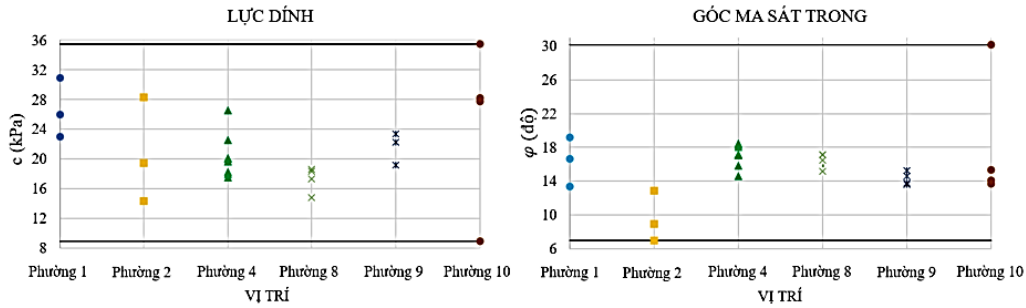 LỰC DÍNH
c (kPa)
36
32
28
24
20
16
12
8
Phường 1 Phường 2 Phường 4 Phường 8 Phường 9 Phường 10
VỊ TRÍ
GÓC MA SÁT TRONG
φ (độ)
30
26
22
18
14
10
6
Phường 1 Phường 2 Phường 4 Phường 8 Phường 9 Phường 10
VỊ TRÍ